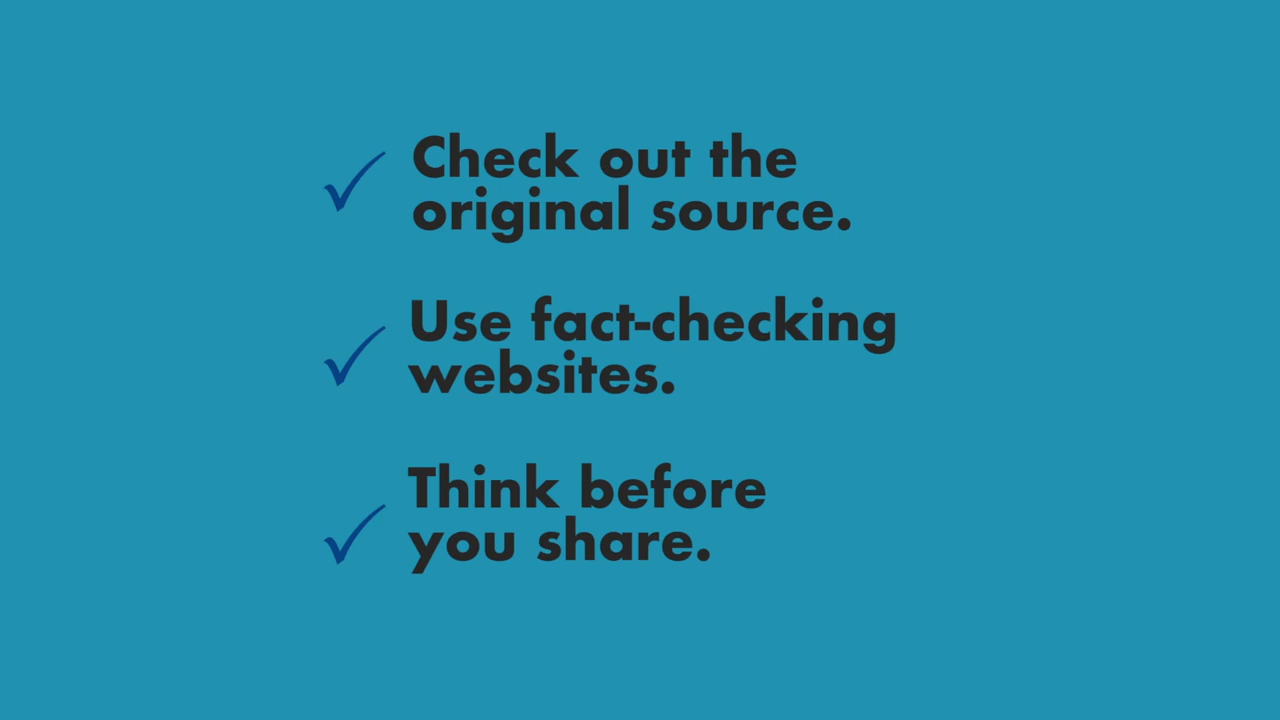 Check out the
original source.
Use fact-checking
websites.
Think before
you share.